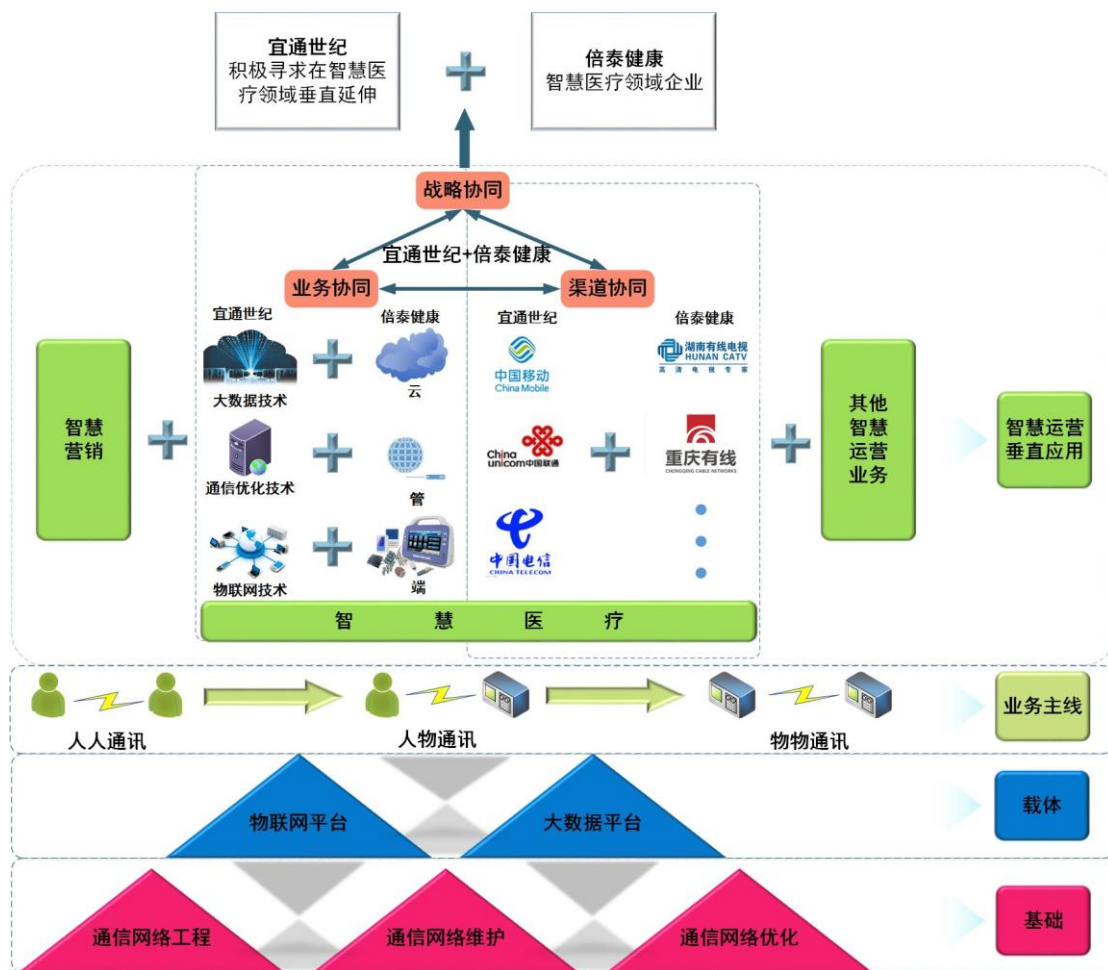 宜通世纪
积极寻求在智慧医
疗领域垂直延伸
倍泰健康
智慧医疗领域企业
战略协同
宜通世纪+倍泰健康
业务协同
渠道协同
宜通世纪
倍泰健康
宜通世纪
倍泰健康
大数据技术
云
中国移动
China Mobile
湖南有线电视
HUNAN CATV
高清电视专家
智慧
营销
通信优化技术
管
China
unicom中国联通
重庆有线
CHONGQING CABLE NETWORKS
其他
智慧
运营
业务
智慧运营
垂直应用
物联网技术
端
中国电信
CHINA TELECOM
智慧医疗
人人通讯
人物通讯
物物通讯
业务主线
物联网平台
大数据平台
载体
通信网络工程
通信网络维护
通信网络优化
基础